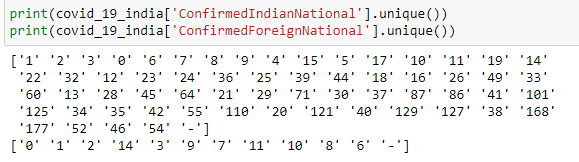 print(covid_19_india['ConfirmedIndianNational'].unique())
print(covid_19_india['ConfirmedForeignNational'].unique())
['1' '2' '3' '0' '6' '7' '8' '9' '4' '15' '5' '17' '10' '11' '19' '14'
'22' '32' '12' '23' '24' '36' '25' '39' '44' '18' '16' '26' '49' '33'
'60' '13' '28' '45' '64' '21' '29' '71' '30' '37' '87' '86' '41' '101'
'125' '34' '35' '42' '55' '110' '20' '121' '40' '129' '127' '38' '168'
'177' '52' '46' '54' '-']
['0' '1' '2' '14' '3' '9' '7' '11' '10' '8' '6' '-']